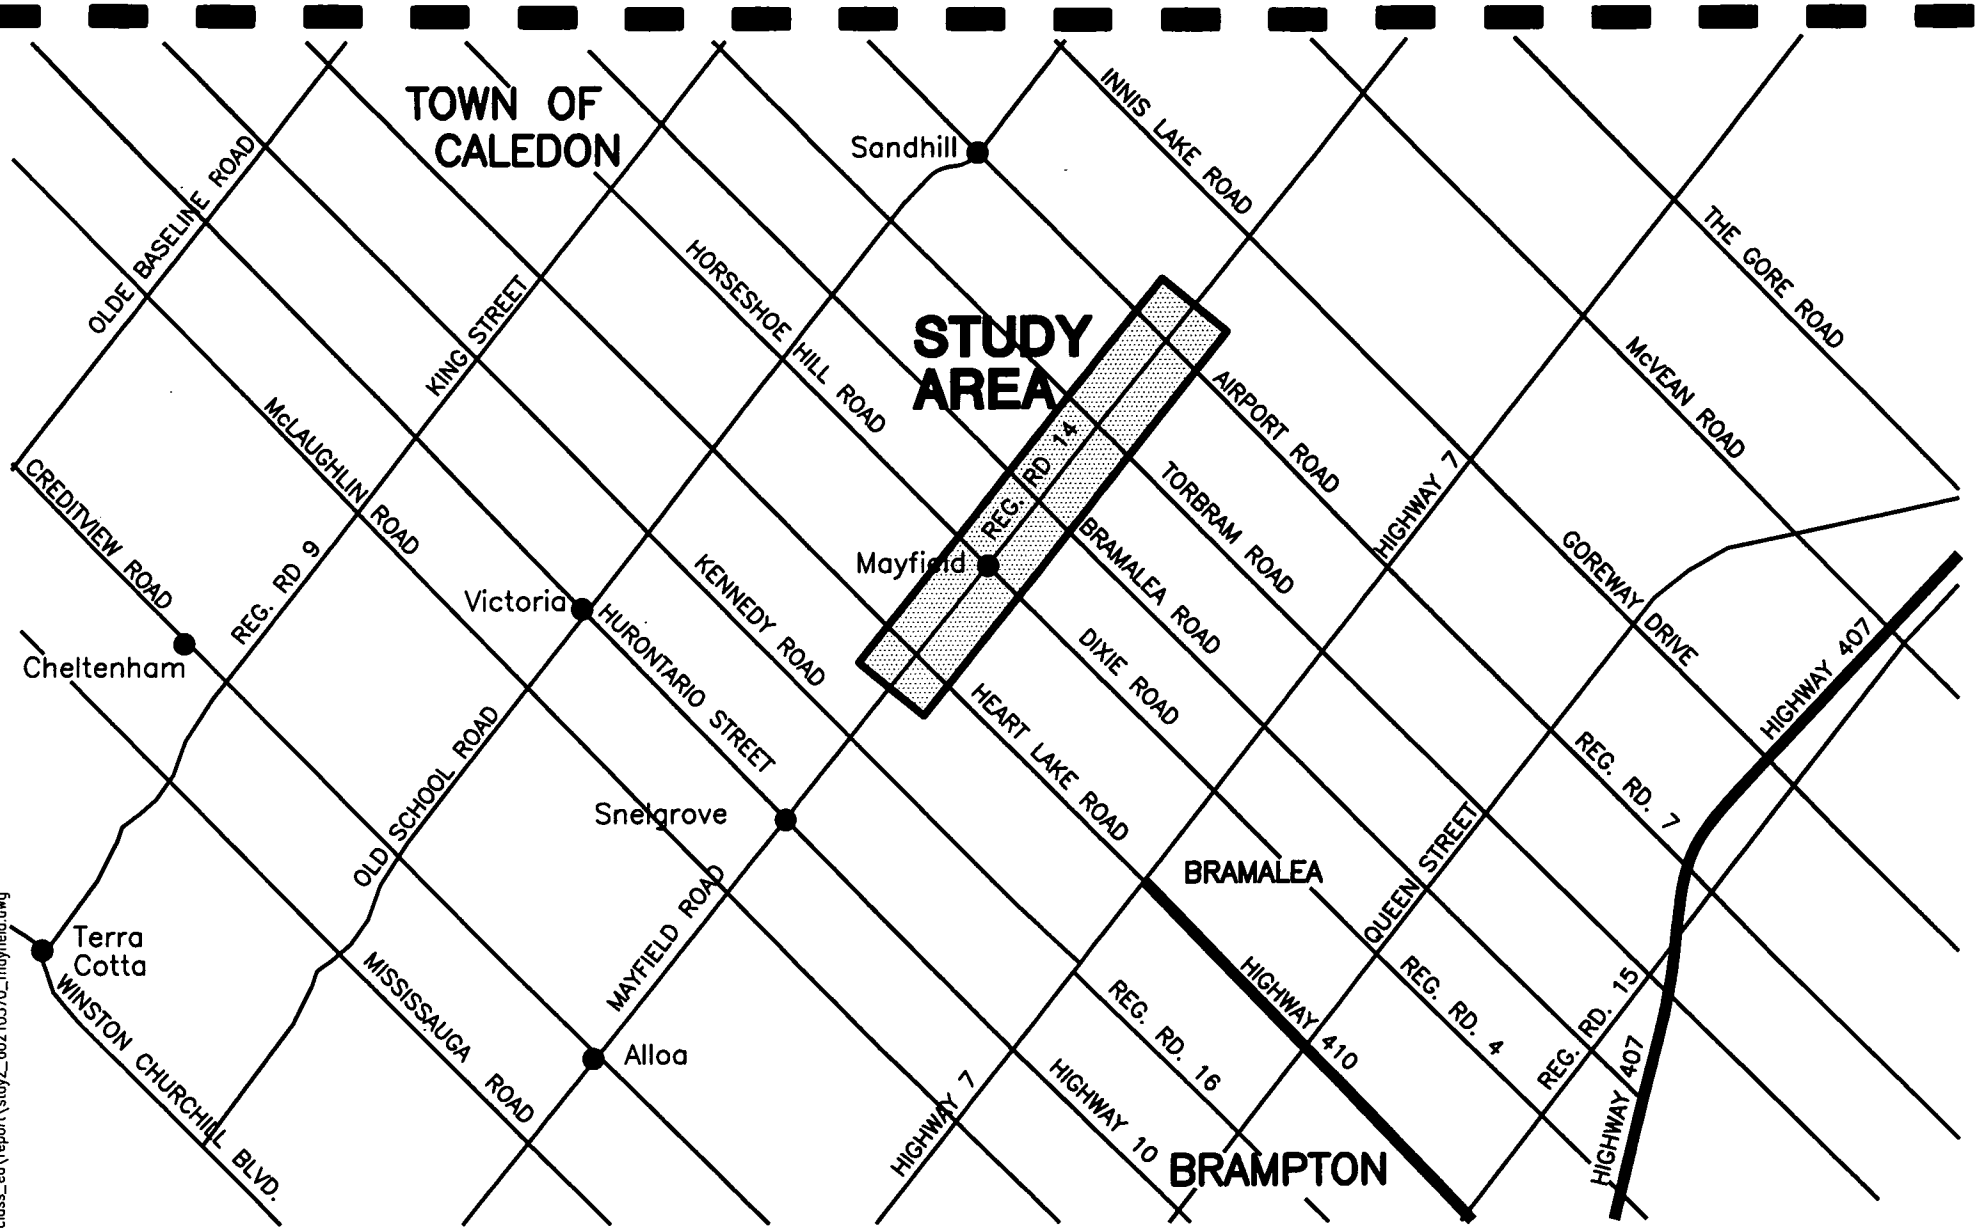 TOWN OF
CALEDON
Sandhill
INNIS LAKE ROAD
OLDE BASELINE ROAD
THE GORE ROAD
KING STREET
HORSESHOE HILL ROAD
STUDY
AREA
McVEAN ROAD
AIRPORT ROAD
McLAUGHLIN ROAD
REG. RD 14
CREDITVIEW ROAD
HIGHWAY 7
TORBRAM ROAD
REG. RD 9
BRAMALEA ROAD
GOREWAY DRIVE
Mayfield
KENNEDY ROAD
Victoria
HURONTARIO STREET
Cheltenham
DIXIE ROAD
HIGHWAY 407
HEART LAKE ROAD
OLD SCHOOL ROAD
REG. RD. 7
Snelgrove
QUEEN STREET
BRAMALEA
MAYFIELD ROAD
Terra
Cotta
MISSISSAUGA ROAD
HIGHWAY 410
REG. RD. 4
REG. RD. 15
WINSTON CHURCHILL BLVD.
REG. RD. 16
Alloa
HIGHWAY 7
HIGHWAY 10
HIGHWAY 407
BRAMPTON